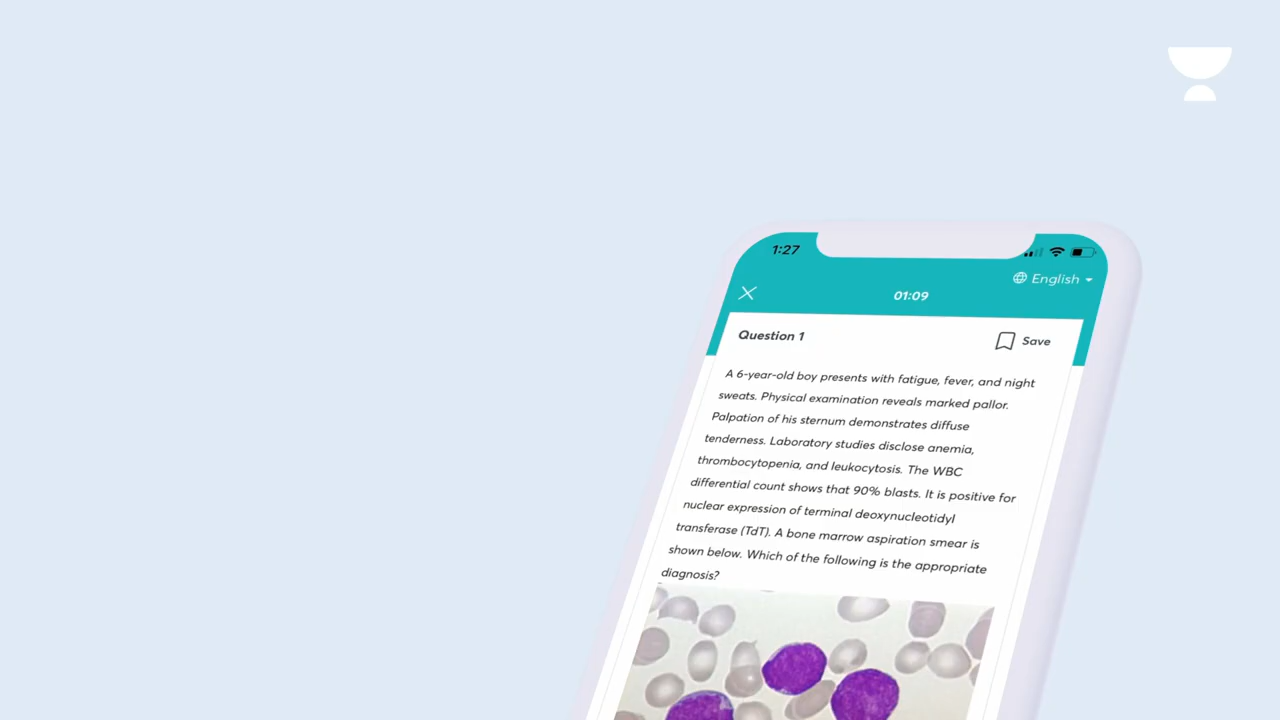 1:27
English
01:09
Question 1
Save
A 6-year-old boy presents with fatigue, fever, and night
sweats. Physical examination reveals marked pallor.
Palpation of his sternum demonstrates diffuse
tenderness. Laboratory studies disclose anemia,
thrombocytopenia, and leukocytosis. The WBC
differential count shows that 90% blasts. It is positive for
nuclear expression of terminal deoxynucleotidyl
transferase (TdT). A bone marrow aspiration smear is
shown below. Which of the following is the appropriate
diagnosis?